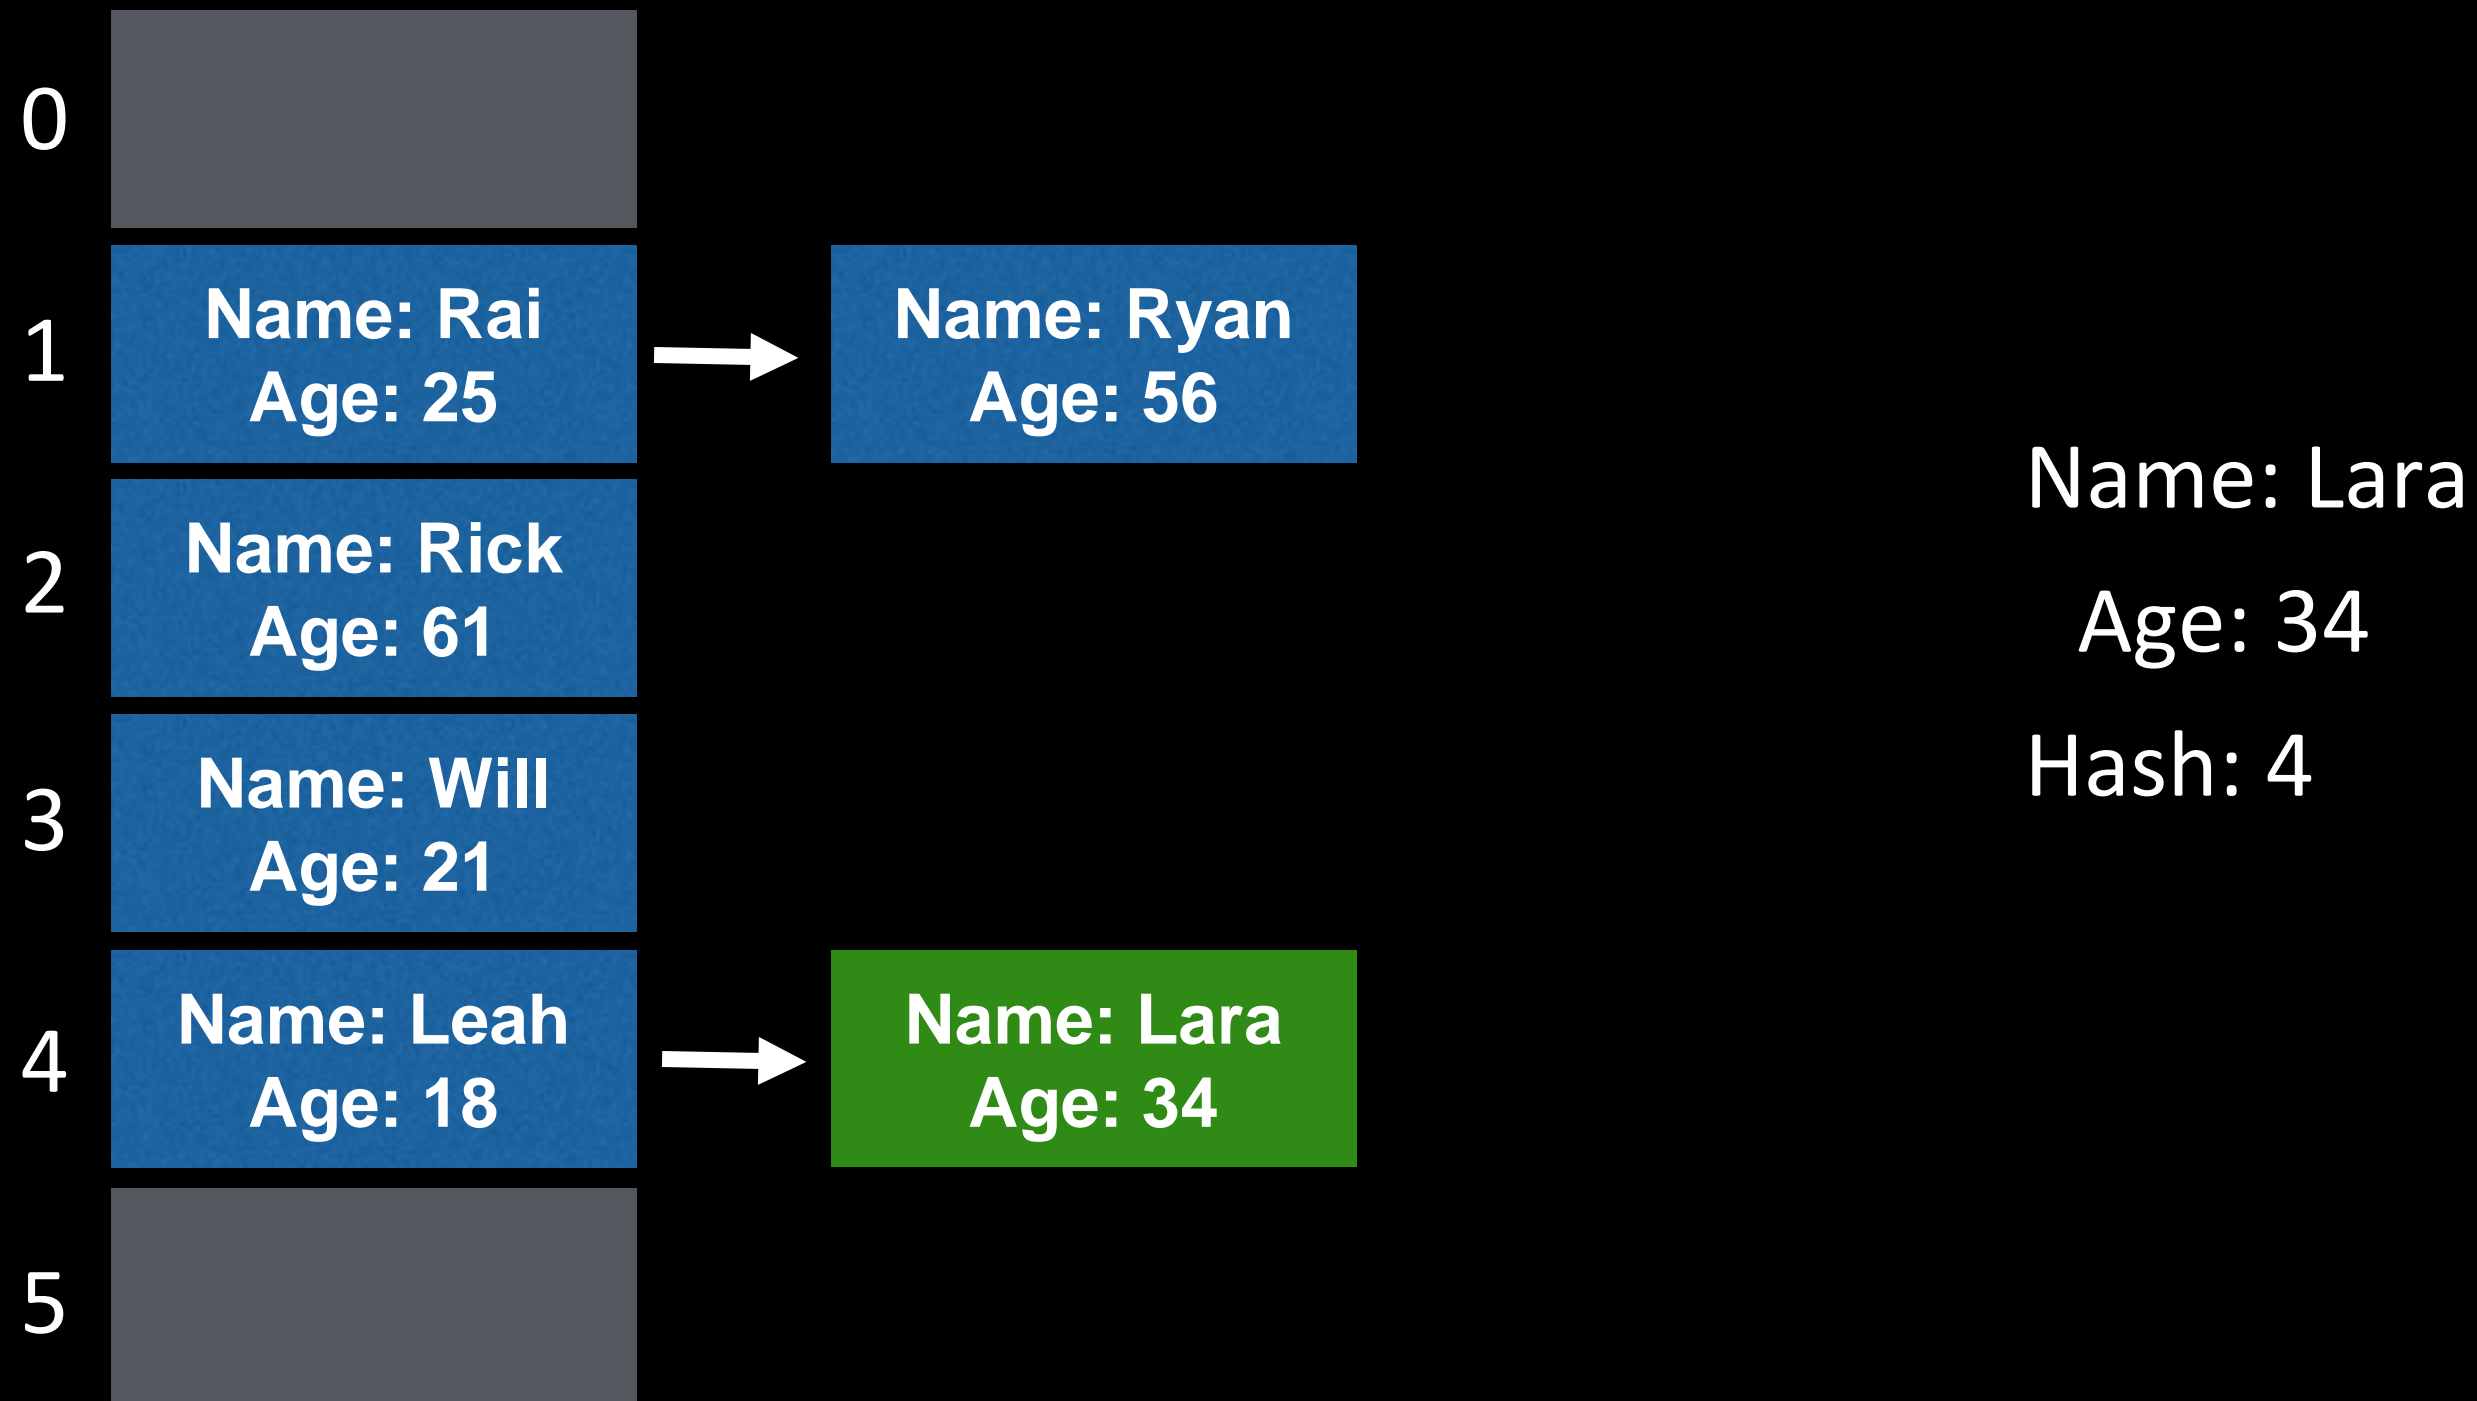 0
1
Name: Rai
Age: 25
Name: Ryan
Age: 56
2
Name: Rick
Age: 61
3
Name: Will
Age: 21
4
Name: Leah
Age: 18
Name: Lara
Age: 34
5
Name: Lara
Age: 34
Hash: 4